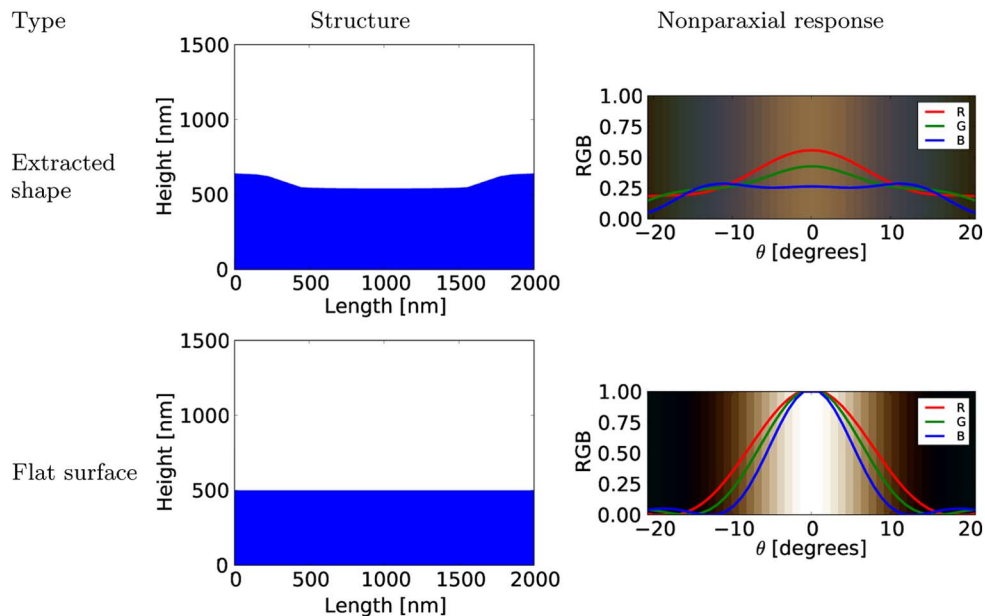 Type Structure Nonparaxial response
Extracted
shape
1500
1000
500
0
Height [nm]
0 500 1000 1500 2000
Length [nm]
1.00
0.75
0.50
0.25
0.00
RGB
R
G
B
−20 −10 0 10 20
θ [degrees]
Flat surface
1500
1000
500
0
Height [nm]
0 500 1000 1500 2000
Length [nm]
1.00
0.75
0.50
0.25
0.00
RGB
R
G
B
−20 −10 0 10 20
θ [degrees]